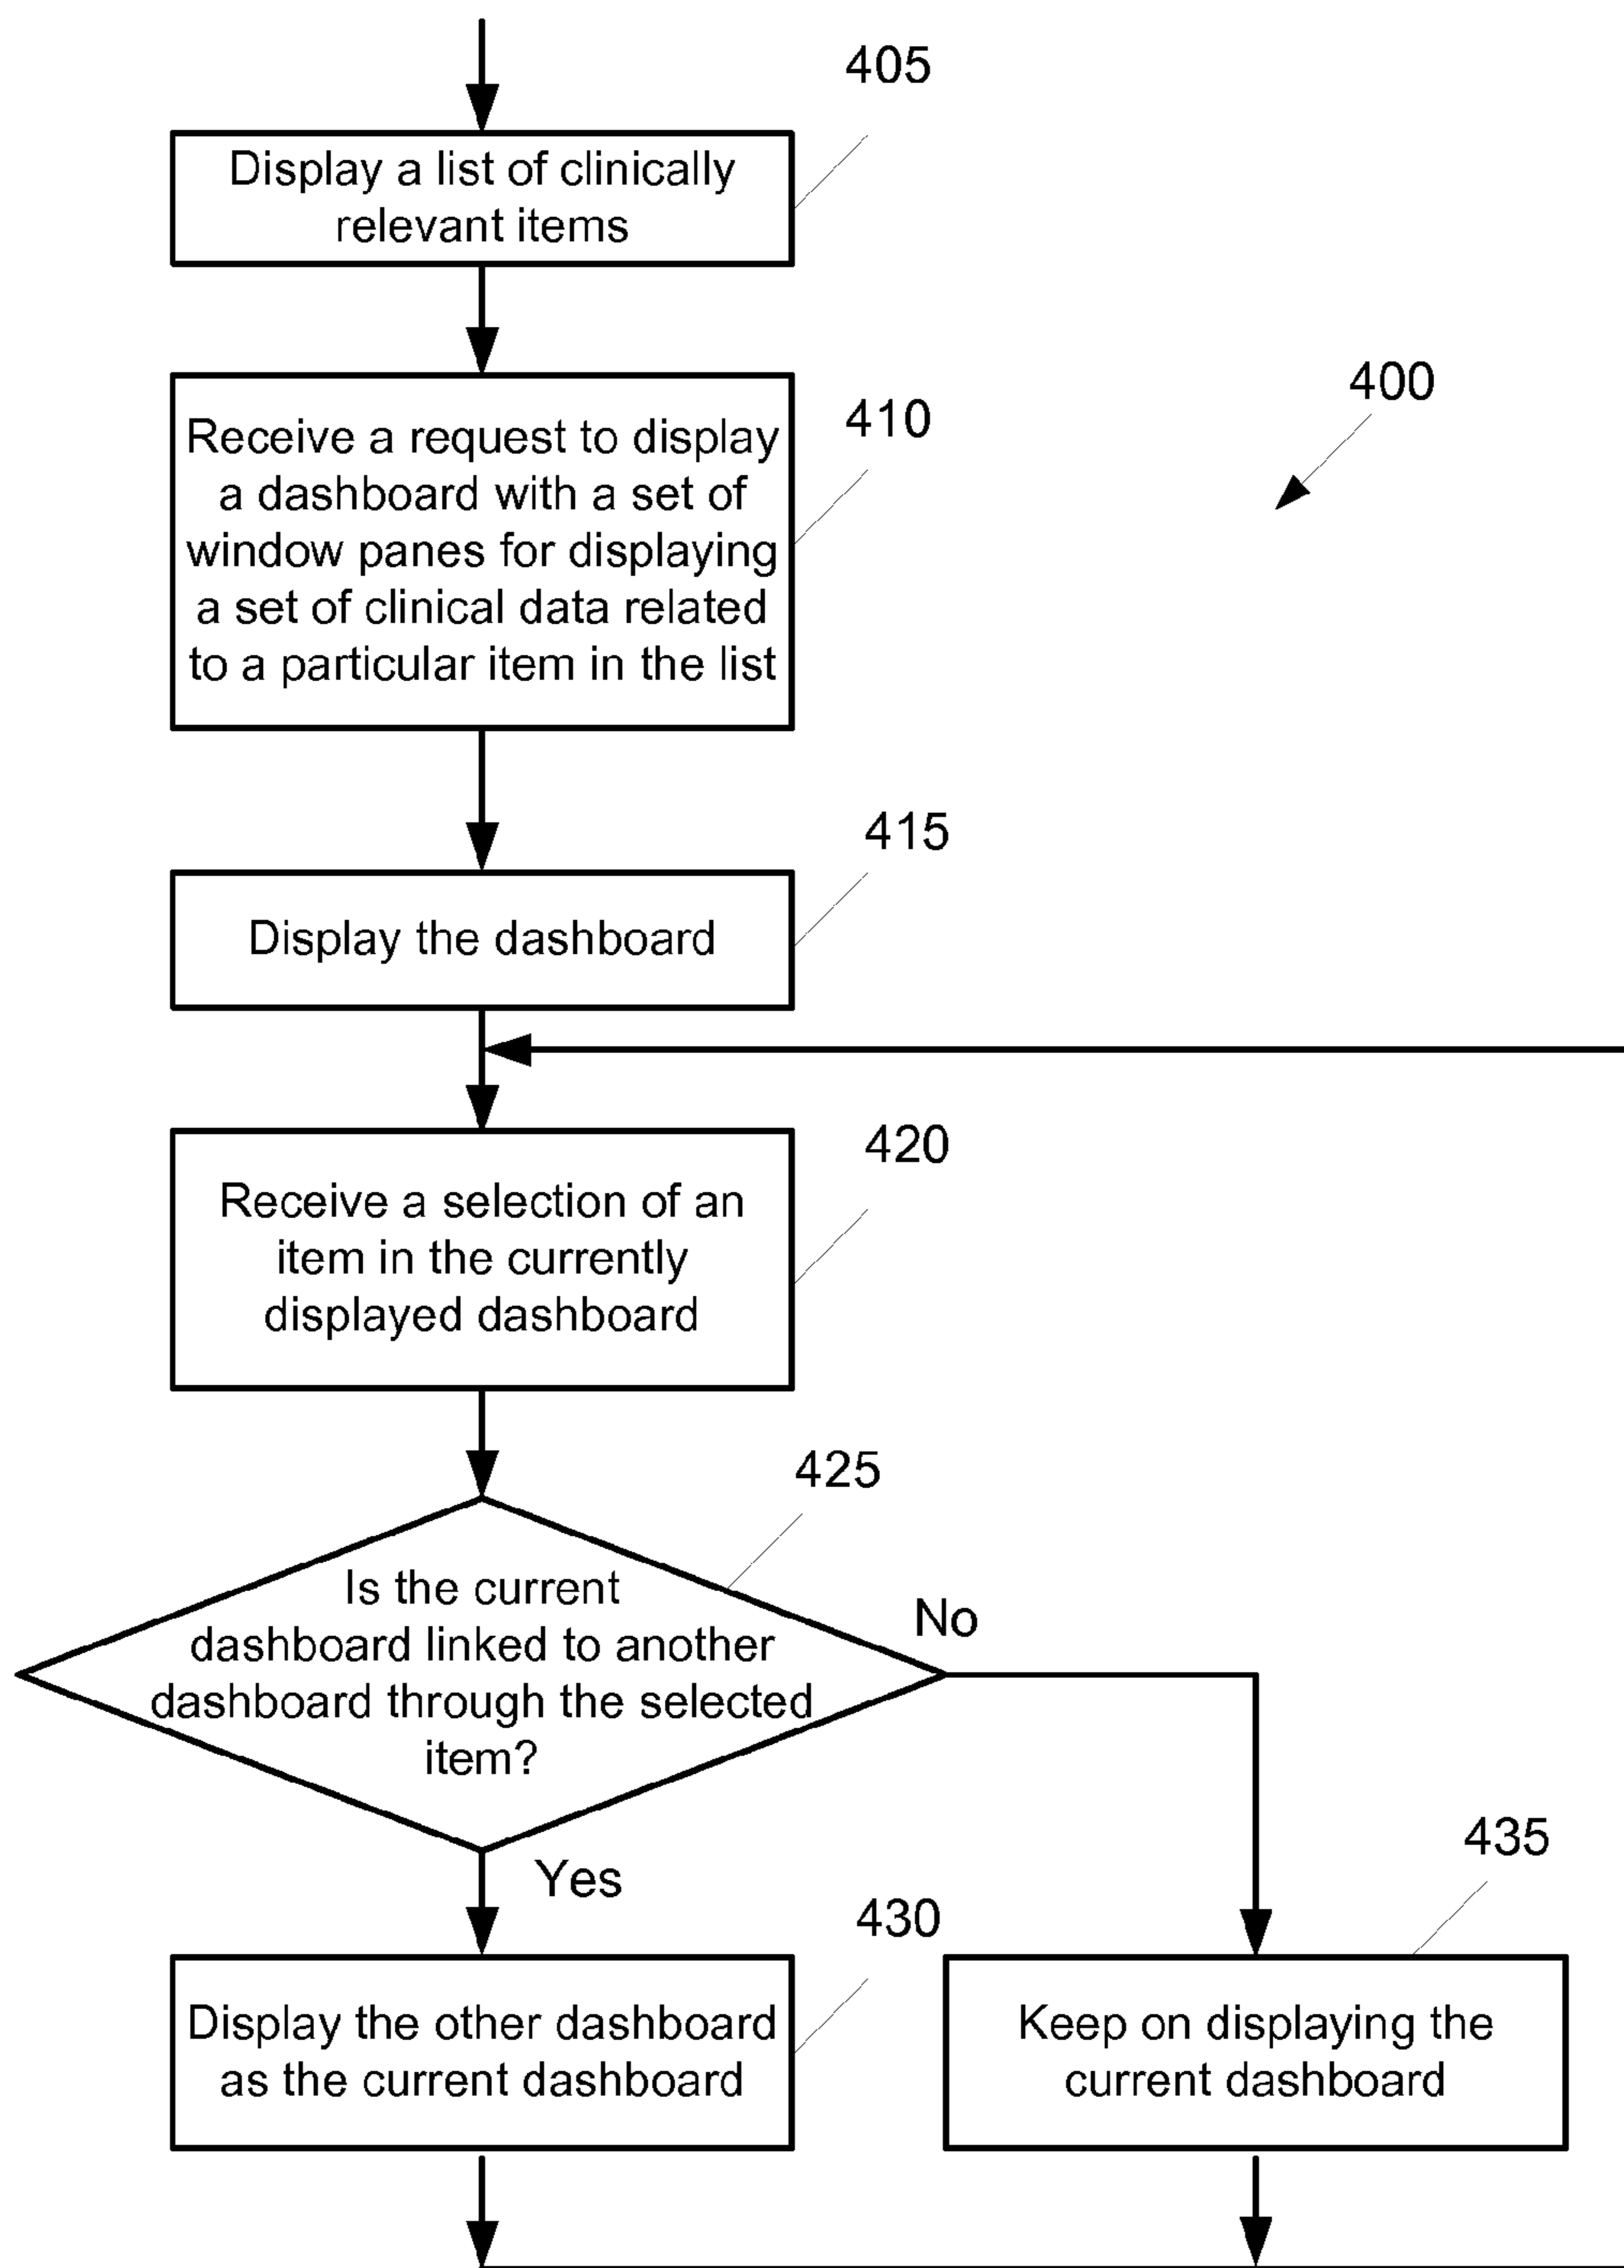 405
Display a list of clinically
relevant items
400
410
Receive a request to display
a dashboard with a set of
window panes for displaying
a set of clinical data related
to a particular item in the list
415
Display the dashboard
420
Receive a selection of an
item in the currently
displayed dashboard
425
Is the current
dashboard linked to another
dashboard through the selected
item?
No
Yes
435
430
Display the other dashboard
as the current dashboard
Keep on displaying the
current dashboard